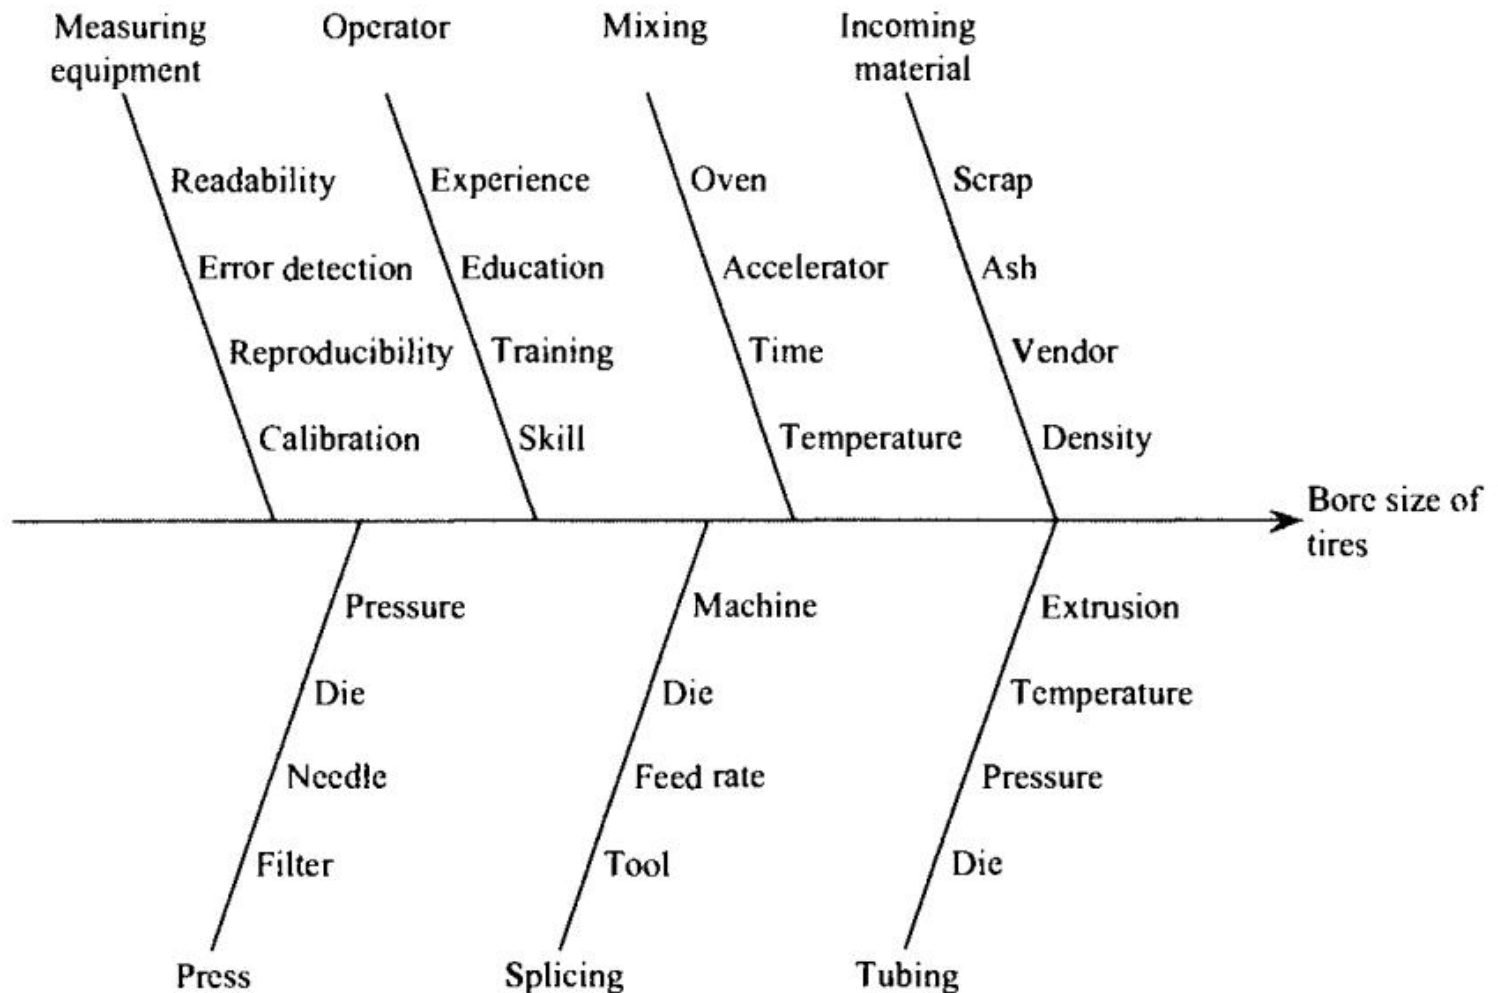 Measuring
equipment
Operator
Mixing
Incoming
material
Readability
Experience
Oven
Scrap
Error detection
Education
Accelerator
Ash
Reproducibility
Training
Time
Vendor
Calibration
Skill
Temperature
Density
Bore size of
tires
Pressure
Machine
Extrusion
Die
Die
Temperature
Needle
Feed rate
Pressure
Filter
Tool
Die
Press
Splicing
Tubing